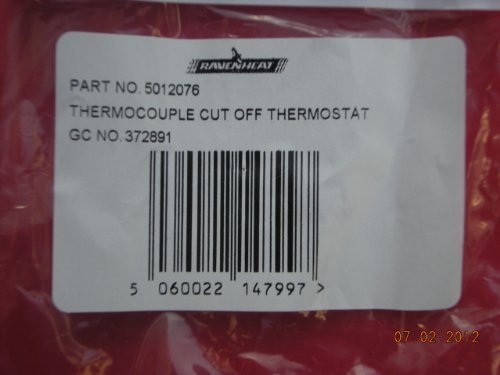 RAVENHEAT
PART NO. 5012076
THERMOCOUPLE CUT OFF THERMOSTAT
GC NO. 372891
5 060022 147997 >
07.02.2012